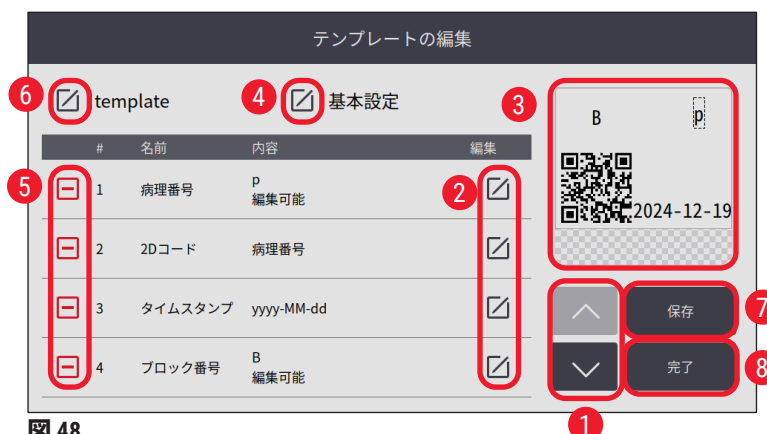 テンプレートの編集
6 template 4 基本設定 3
B p
# 名前 内容 編集
5 1 病理番号 p 2
編集可能
2024-12-19
2 2Dコード 病理番号
3 タイムスタンプ yyyy-MM-dd
保存 7
4 ブロック番号 B
編集可能
完了 8
1
図 48